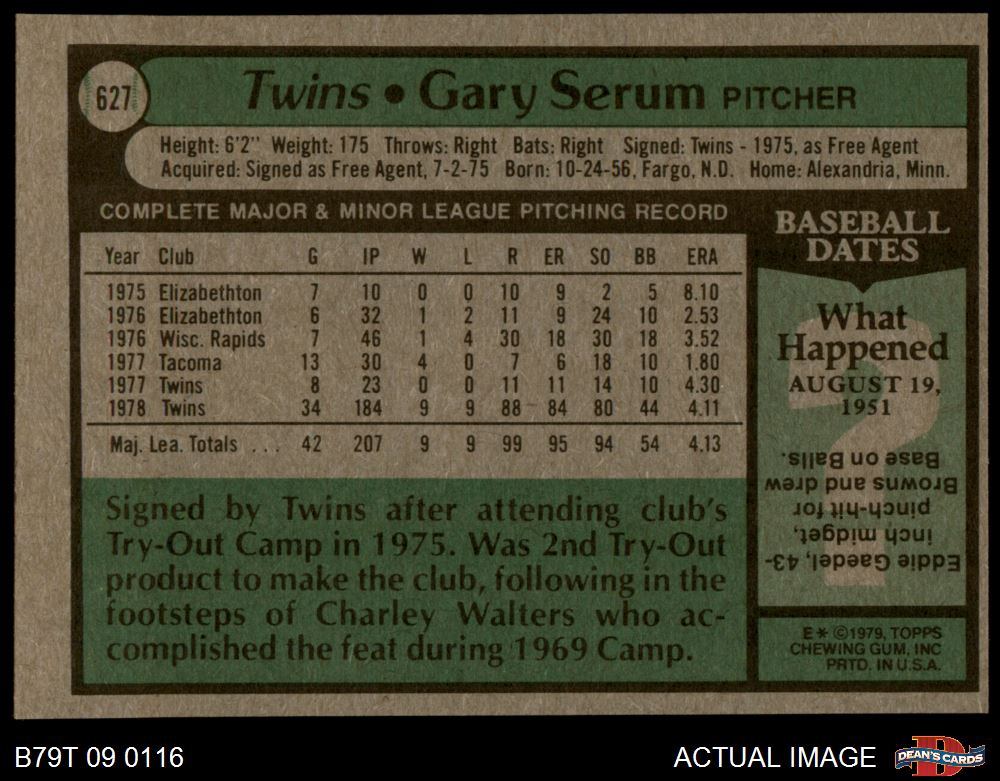 627
Twins • Gary Serum PITCHER
Height: 6'2" Weight: 175 Throws: Right Bats: Right Signed: Twins - 1975, as Free Agent
Acquired: Signed as Free Agent, 7-2-75 Born: 10-24-56, Fargo, N.D. Home: Alexandria, Minn.
COMPLETE MAJOR & MINOR LEAGUE PITCHING RECORD
Year Club G IP W L R ER SO BB ERA
1975 Elizabethton 7 10 0 0 10 9 2 5 8.10
1976 Elizabethton 6 32 1 2 11 9 24 10 2.53
1976 Wisc. Rapids 7 46 1 4 30 18 30 18 3.52
1977 Tacoma 13 30 4 0 7 6 18 10 1.80
1977 Twins 8 23 0 0 11 11 14 10 4.30
1978 Twins 34 184 9 9 88 84 80 44 4.11
Maj. Lea. Totals ... 42 207 9 9 99 95 94 54 4.13
Signed by Twins after attending club's
Try-Out Camp in 1975. Was 2nd Try-Out
product to make the club, following in the
footsteps of Charley Walters who ac-
complished the feat during 1969 Camp.
BASEBALL
DATES
What
Happened
AUGUST 19,
1951
?
Eddie Gaedel, 43-
inch midget,
pinch-hit for
Browns and drew
Base on Balls.
E* ©1979, TOPPS
CHEWING GUM, INC
PRTD. IN U.S.A.
B79T 09 0116
ACTUAL IMAGE
D
DEAN'S CARDS